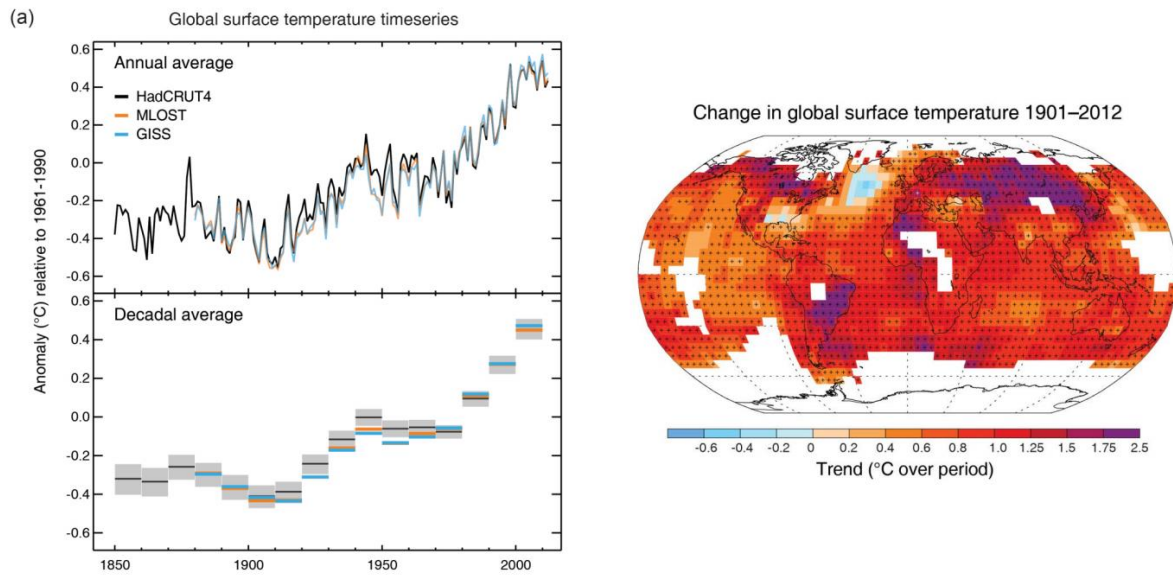 (a)
Global surface temperature timeseries
Annual average
HadCRUT4
MLOST
GISS
0.6
0.4
0.2
0.0
-0.2
-0.4
-0.6
Anomaly (°C) relative to 1961-1990
Decadal average
0.4
0.2
0.0
-0.2
-0.4
-0.6
1850
1900
1950
2000
Change in global surface temperature 1901–2012
-0.6 -0.4 -0.2 0 0.2 0.4 0.6 0.8 1.0 1.25 1.5 1.75 2.5
Trend (°C over period)